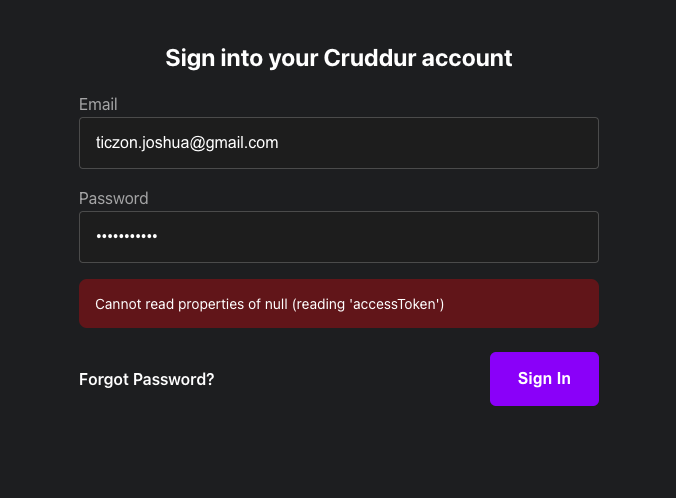 Sign into your Cruddur account
Email
ticzon.joshua@gmail.com
Password
•••••••••••
Cannot read properties of null (reading 'accessToken')
Forgot Password?
Sign In